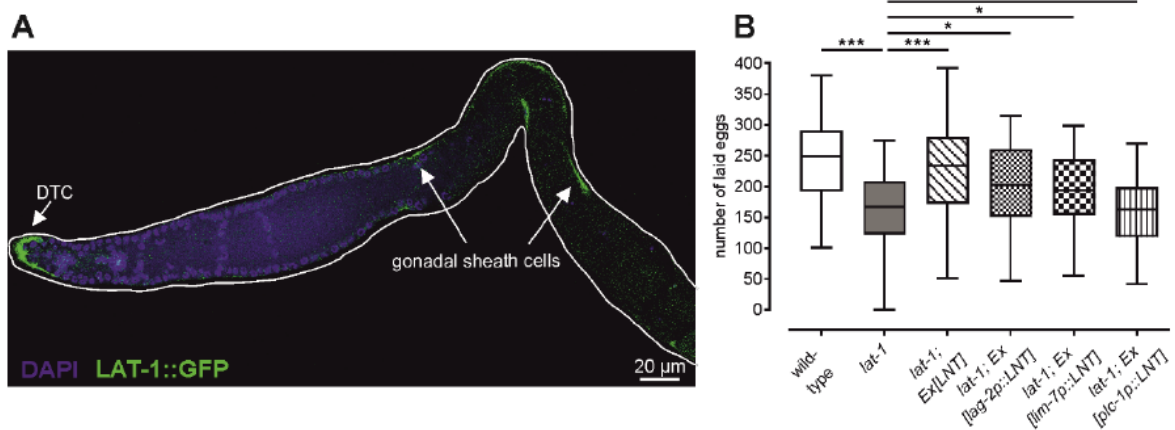 A
DTC
gonadal sheath cells
DAPI LAT-1::GFP
20 µm
B
*
*
*** ***
number of laid eggs
400
350
300
250
200
150
100
50
0
wild-
type
lat-1
lat-1;
Ex[LNT]
lat-1; Ex
[lag-2p::LNT]
lat-1; Ex
[lim-7p::LNT]
lat-1; Ex
[plc-1p::LNT]